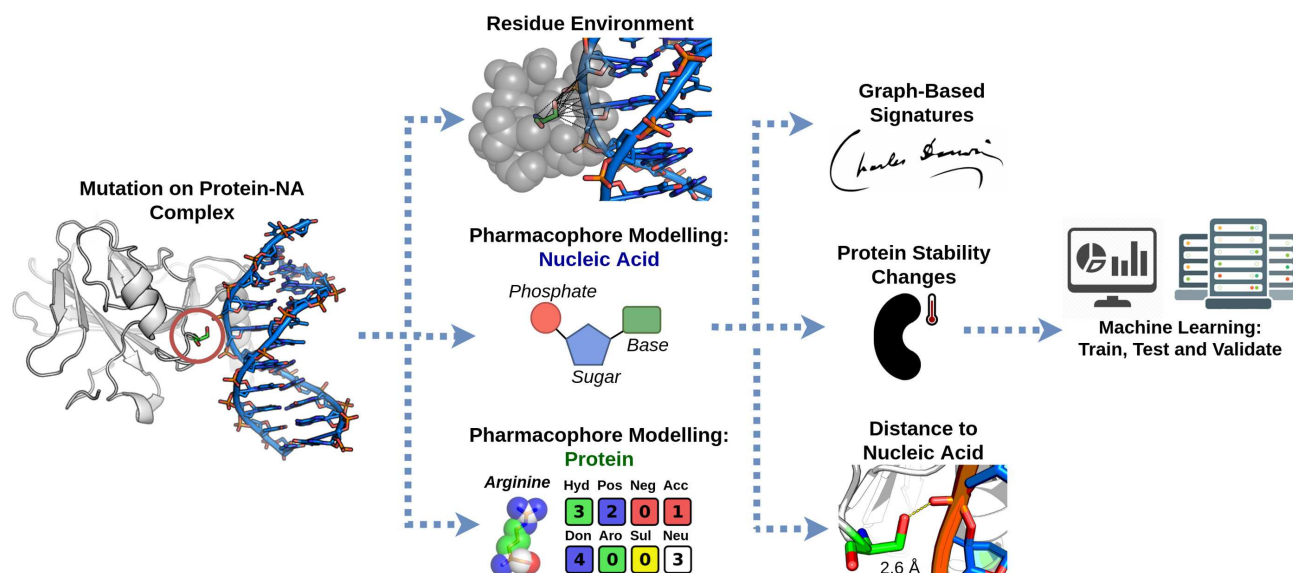 Mutation on Protein-NA
Complex
Residue Environment
Pharmacophore Modelling:
Nucleic Acid
Phosphate
Base
Sugar
Pharmacophore Modelling:
Protein
Arginine
Hyd Pos Neg Acc
3 2 0 1
Don Aro Sul Neu
4 0 0 3
Graph-Based
Signatures
Charles Darwin
Protein Stability
Changes
Distance to
Nucleic Acid
2.6 Å
Machine Learning:
Train, Test and Validate